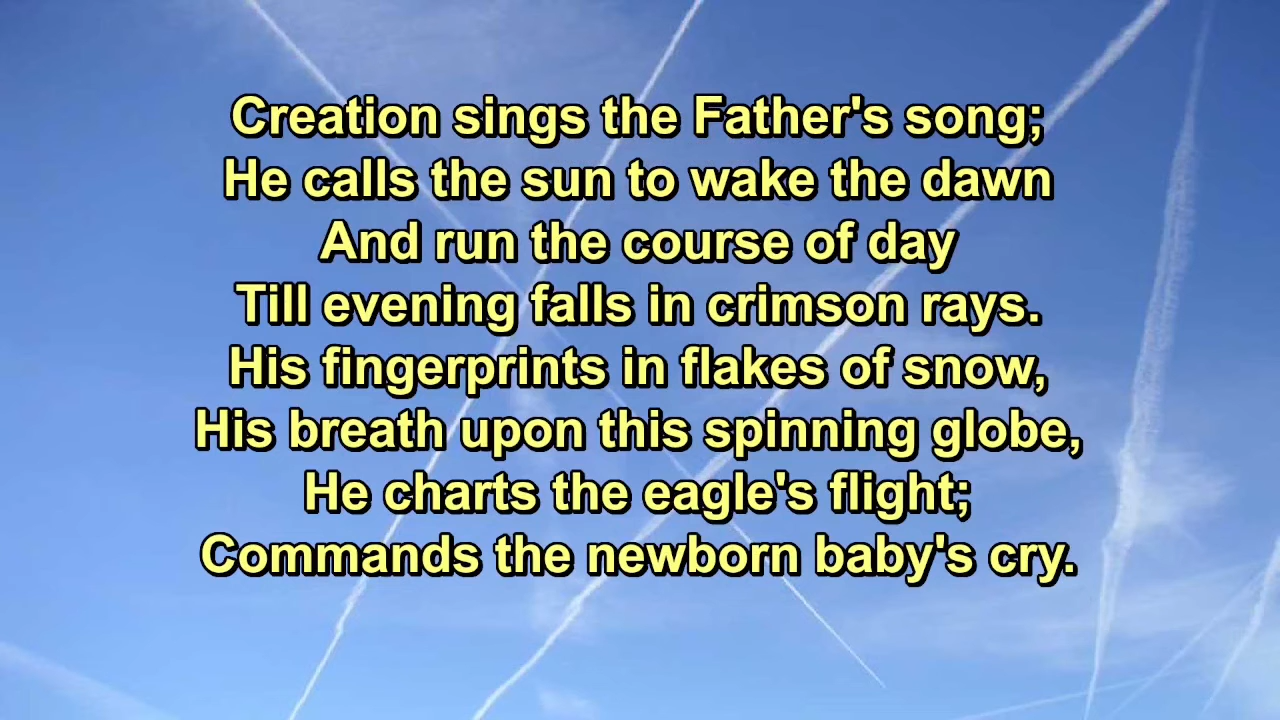 Creation sings the Father's song;
He calls the sun to wake the dawn
And run the course of day
Till evening falls in crimson rays.
His fingerprints in flakes of snow,
His breath upon this spinning globe,
He charts the eagle's flight;
Commands the newborn baby's cry.